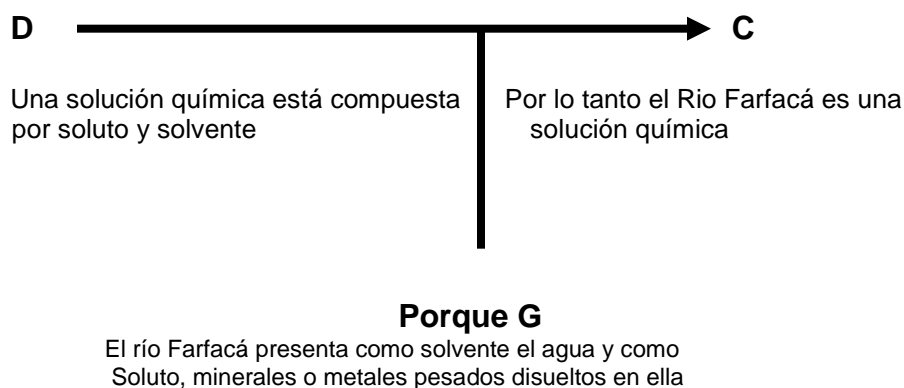 D C
Una solución química está compuesta
por soluto y solvente
Por lo tanto el Rio Farfacá es una
solución química
Porque G
El río Farfacá presenta como solvente el agua y como
Soluto, minerales o metales pesados disueltos en ella